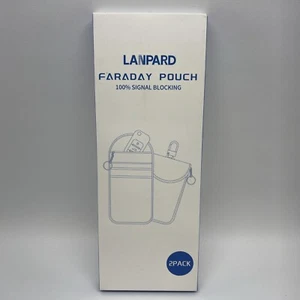 LANPARD
FARADAY POUCH
100% SIGNAL BLOCKING
2PACK